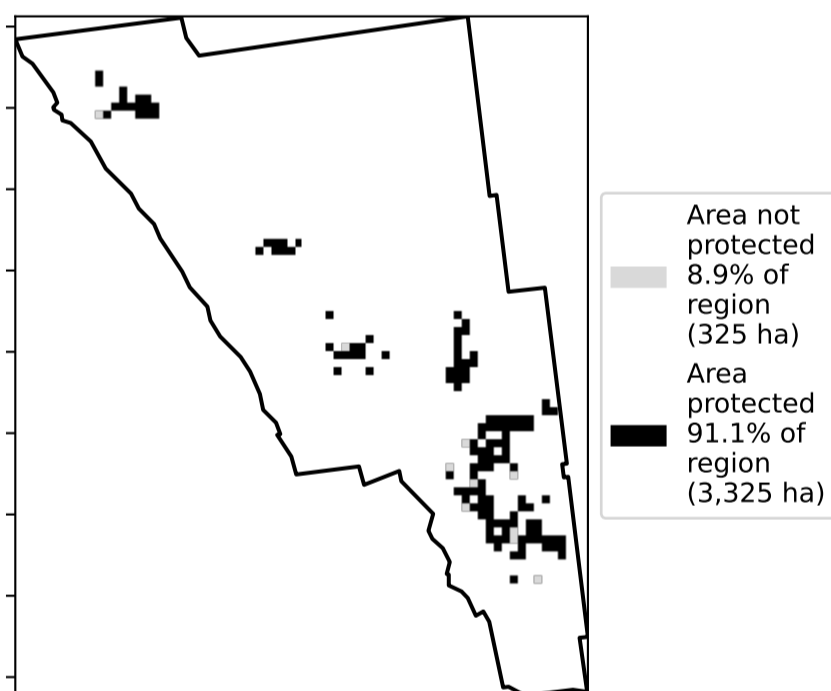 Area not
protected
8.9% of
region
(325 ha)
Area
protected
91.1% of
region
(3,325 ha)